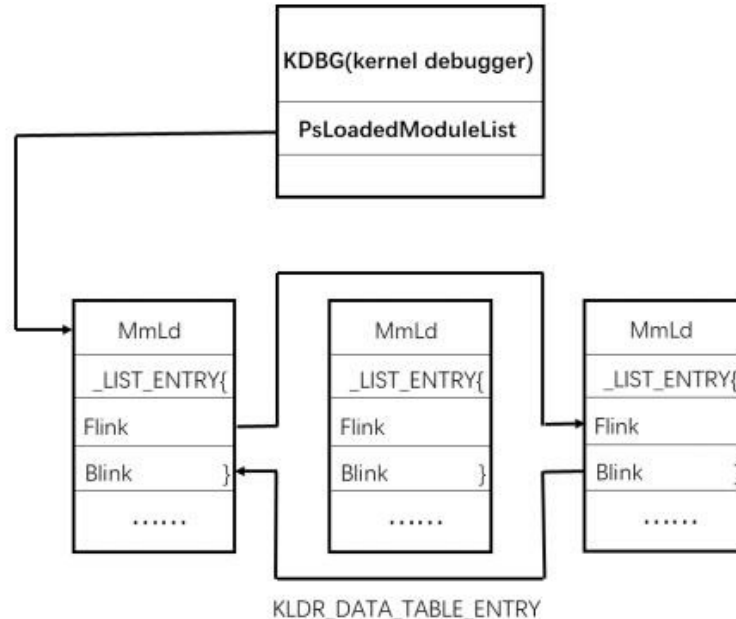 KDBG(kernel debugger)
PsLoadedModuleList
MmLd
_LIST_ENTRY{
Flink
Blink }
......
MmLd
_LIST_ENTRY{
Flink
Blink }
......
MmLd
_LIST_ENTRY{
Flink
Blink }
......
KLDR_DATA_TABLE_ENTRY